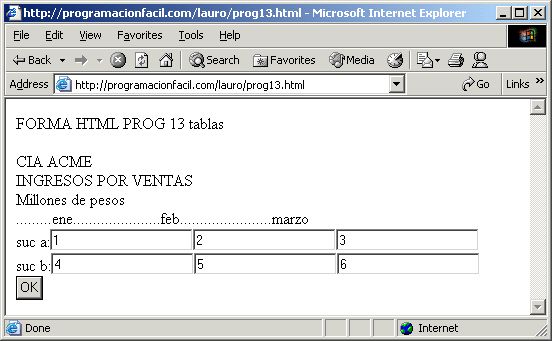 http://programacionfacil.com/lauro/prog13.html - Microsoft Internet Explorer
File Edit View Favorites Tools Help
Back Search Favorites Media
Address http://programacionfacil.com/lauro/prog13.html Go Links »
FORMA HTML PROG 13 tablas
CIA ACME
INGRESOS POR VENTAS
Millones de pesos
.........ene......................feb.......................marzo
suc a: 1 2 3
suc b: 4 5 6
OK
Done Internet